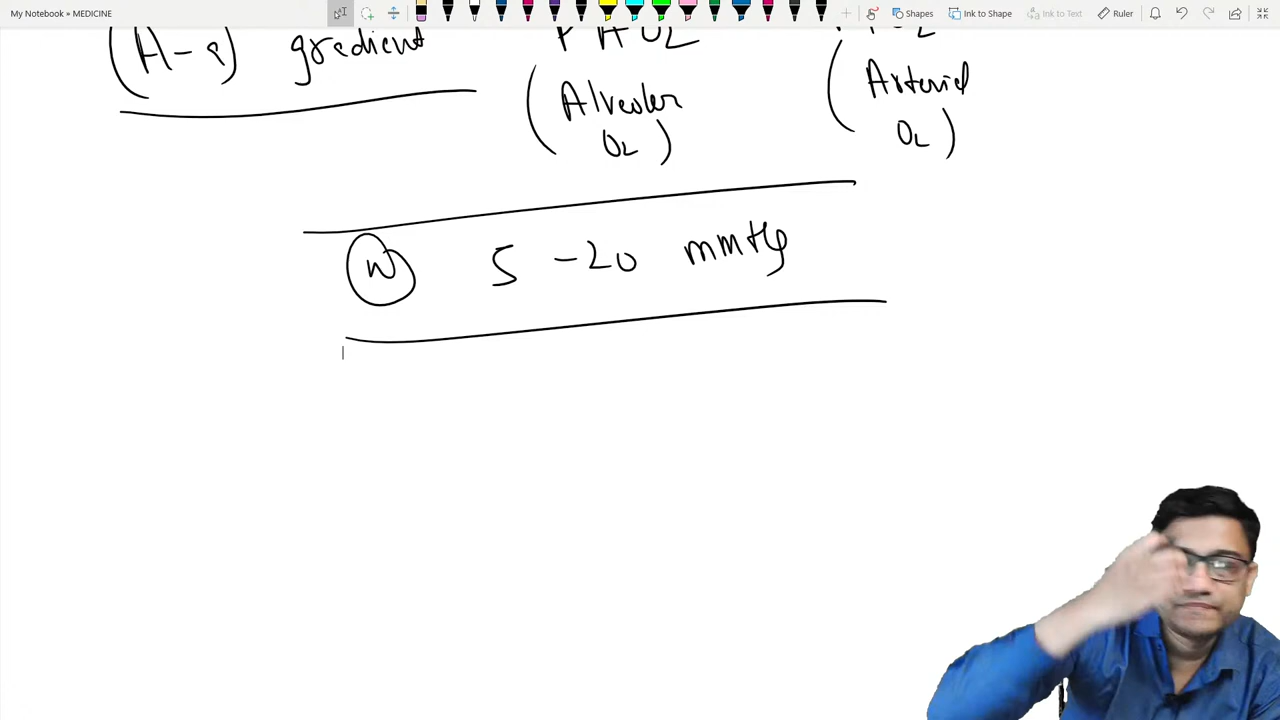 My Notebook » MEDICINE
Shapes Ink to Shape Ink to Text Ruler
(A-a) gradient
PAO2
(Alveolar
O2)
(Arterial
O2)
N 5-20 mmHg